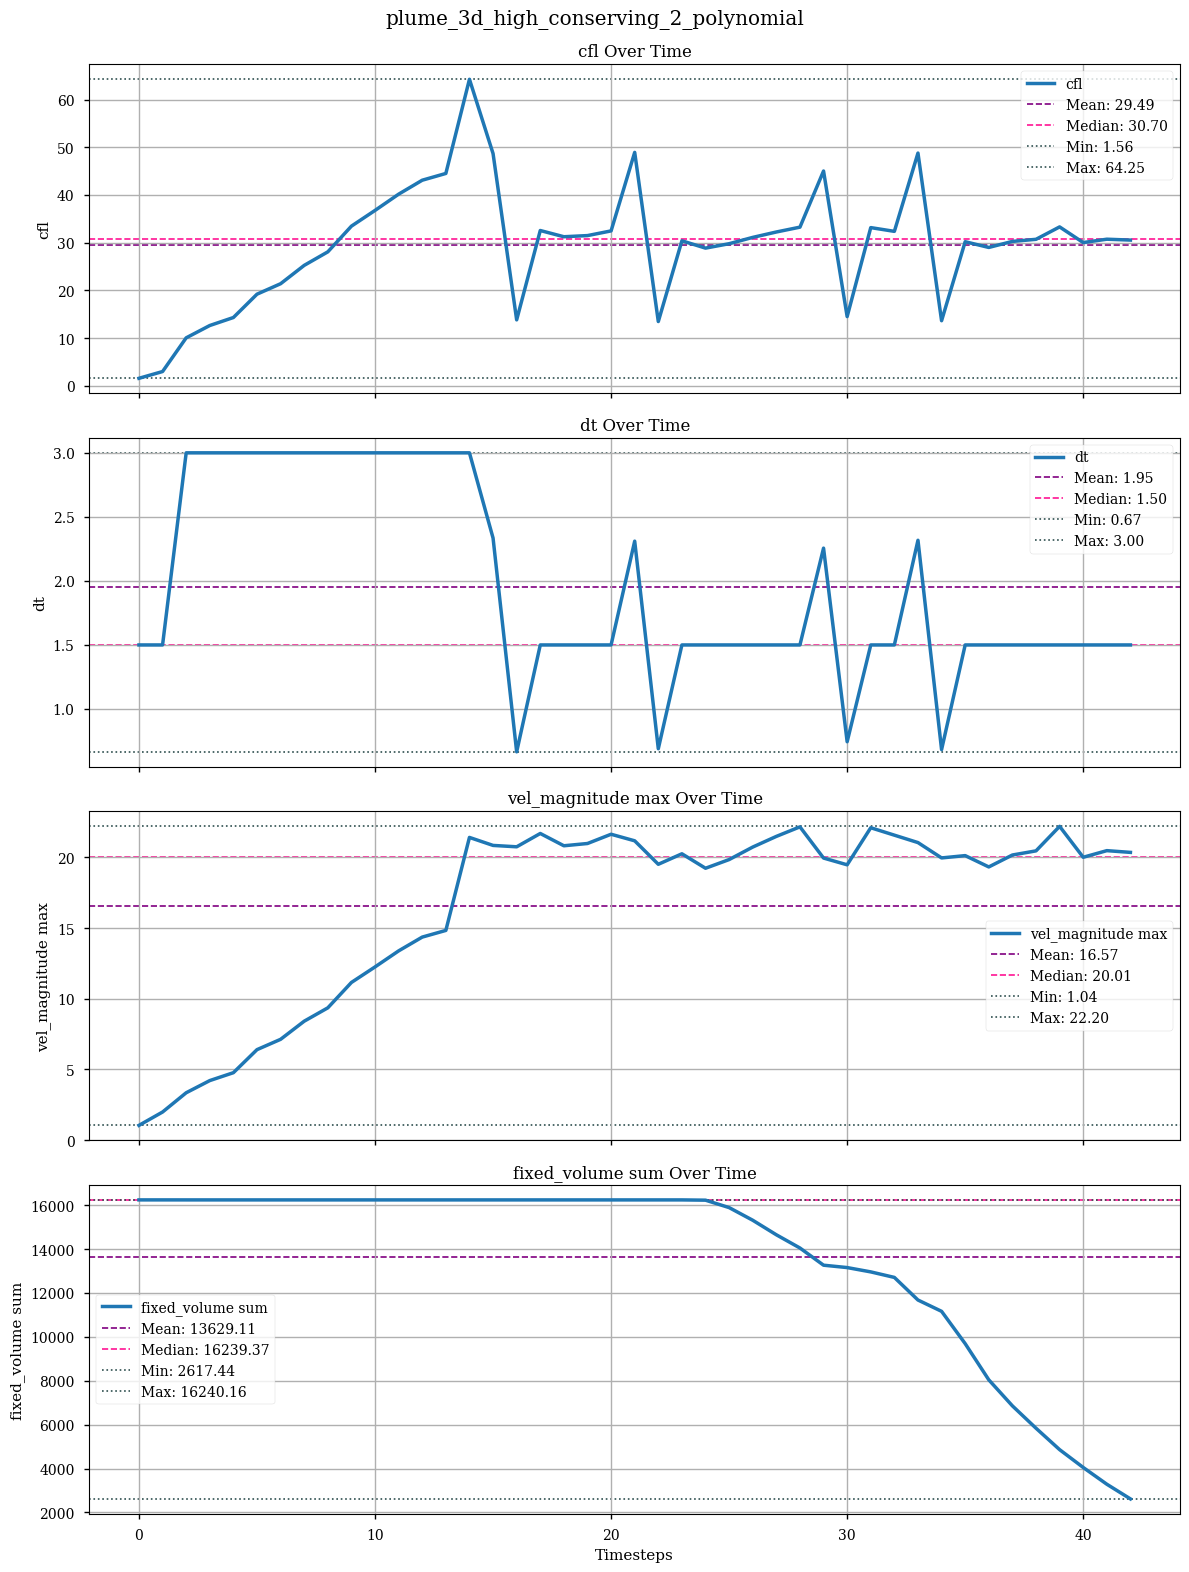 plume_3d_high_conserving_2_polynomial
cfl Over Time
cfl
60
50
40
30
20
10
0
cfl
Mean: 29.49
Median: 30.70
Min: 1.56
Max: 64.25
dt Over Time
dt
3.0
2.5
2.0
1.5
1.0
dt
Mean: 1.95
Median: 1.50
Min: 0.67
Max: 3.00
vel_magnitude max Over Time
vel_magnitude max
20
15
10
5
0
vel_magnitude max
Mean: 16.57
Median: 20.01
Min: 1.04
Max: 22.20
fixed_volume sum Over Time
fixed_volume sum
16000
14000
12000
10000
8000
6000
4000
2000
fixed_volume sum
Mean: 13629.11
Median: 16239.37
Min: 2617.44
Max: 16240.16
0 10 20 30 40
Timesteps